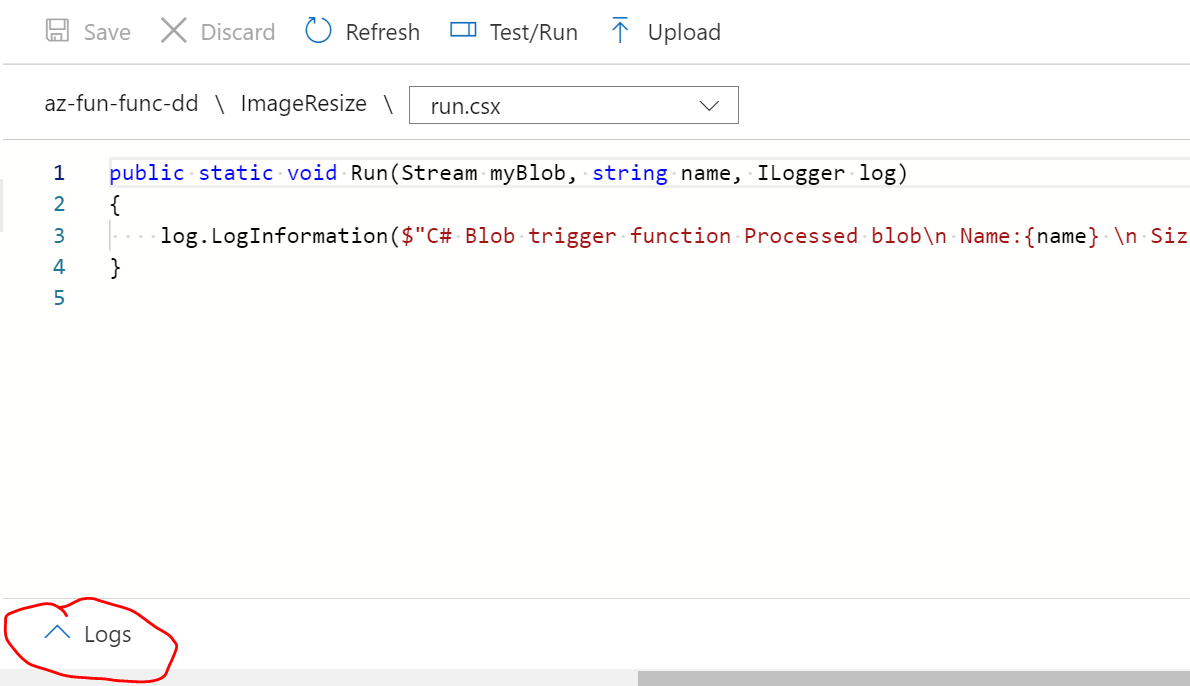 Save Discard Refresh Test/Run Upload
az-fun-func-dd \ ImageResize \ run.csx
1 public static void Run(Stream myBlob, string name, ILogger log)
2 {
3 log.LogInformation($"C# Blob trigger function Processed blob\n Name:{name} \n Siz
4 }
5
Logs